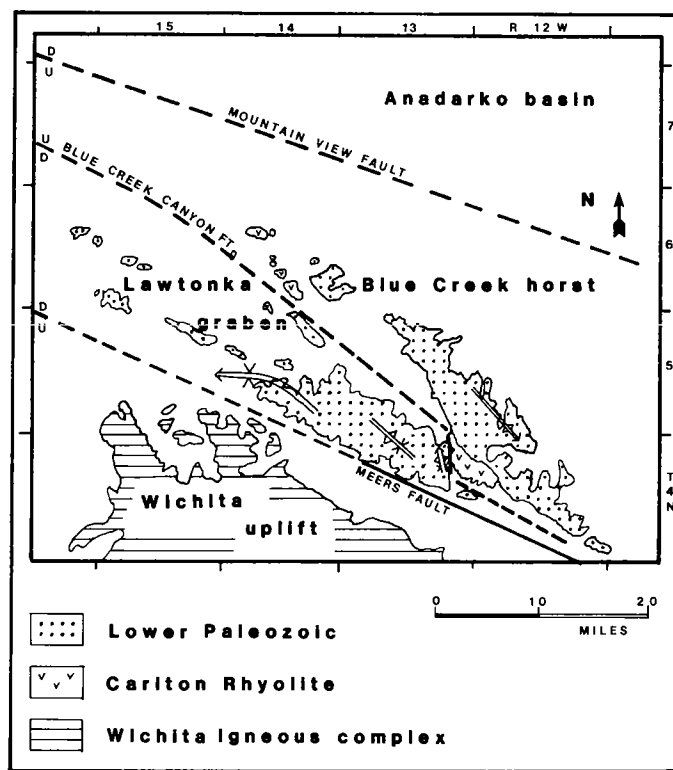 15 14 13 R 12 W
D
U
Anadarko basin
7
MOUNTAIN VIEW FAULT
U
D
BLUE CREEK CANYON FT.
N
6
Lawtonka
graben
Blue Creek horst
D
U
5
MEERS FAULT
T
4
N
Wichita
uplift
0 10 20
MILES
Lower Paleozoic
Carlton Rhyolite
Wichita Igneous complex